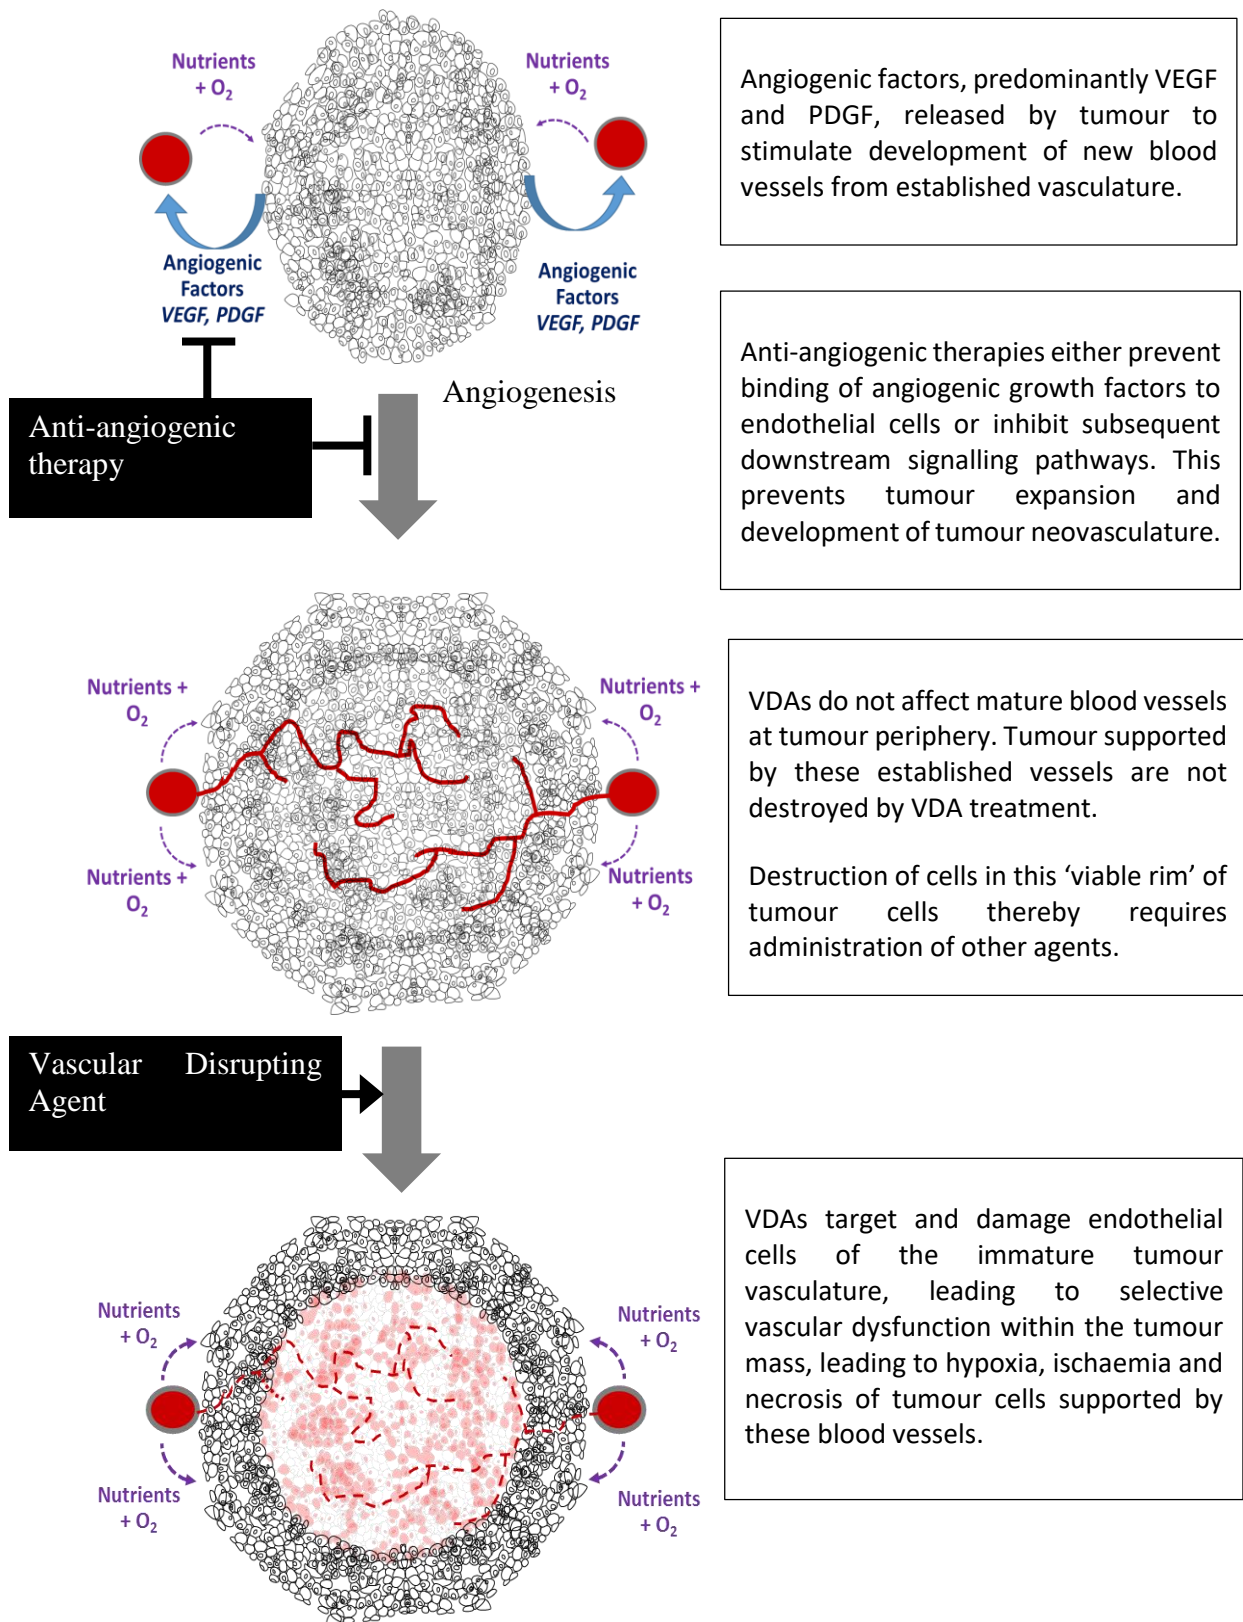 Nutrients
+ O₂
Nutrients
+ O₂
Angiogenic
Factors
VEGF, PDGF
Angiogenic
Factors
VEGF, PDGF
Angiogenic factors, predominantly VEGF
and PDGF, released by tumour to
stimulate development of new blood
vessels from established vasculature.
Angiogenesis
Anti-angiogenic
therapy
Anti-angiogenic therapies either prevent
binding of angiogenic growth factors to
endothelial cells or inhibit subsequent
downstream signalling pathways. This
prevents tumour expansion and
development of tumour neovasculature.
Nutrients +
O₂
Nutrients +
O₂
Nutrients +
O₂
Nutrients
+ O₂
VDAs do not affect mature blood vessels
at tumour periphery. Tumour supported
by these established vessels are not
destroyed by VDA treatment.
Destruction of cells in this ‘viable rim’ of
tumour cells thereby requires
administration of other agents.
Vascular Disrupting
Agent
Nutrients
+ O₂
Nutrients
+ O₂
Nutrients
+ O₂
Nutrients
+ O₂
VDAs target and damage endothelial
cells of the immature tumour
vasculature, leading to selective
vascular dysfunction within the tumour
mass, leading to hypoxia, ischaemia and
necrosis of tumour cells supported by
these blood vessels.